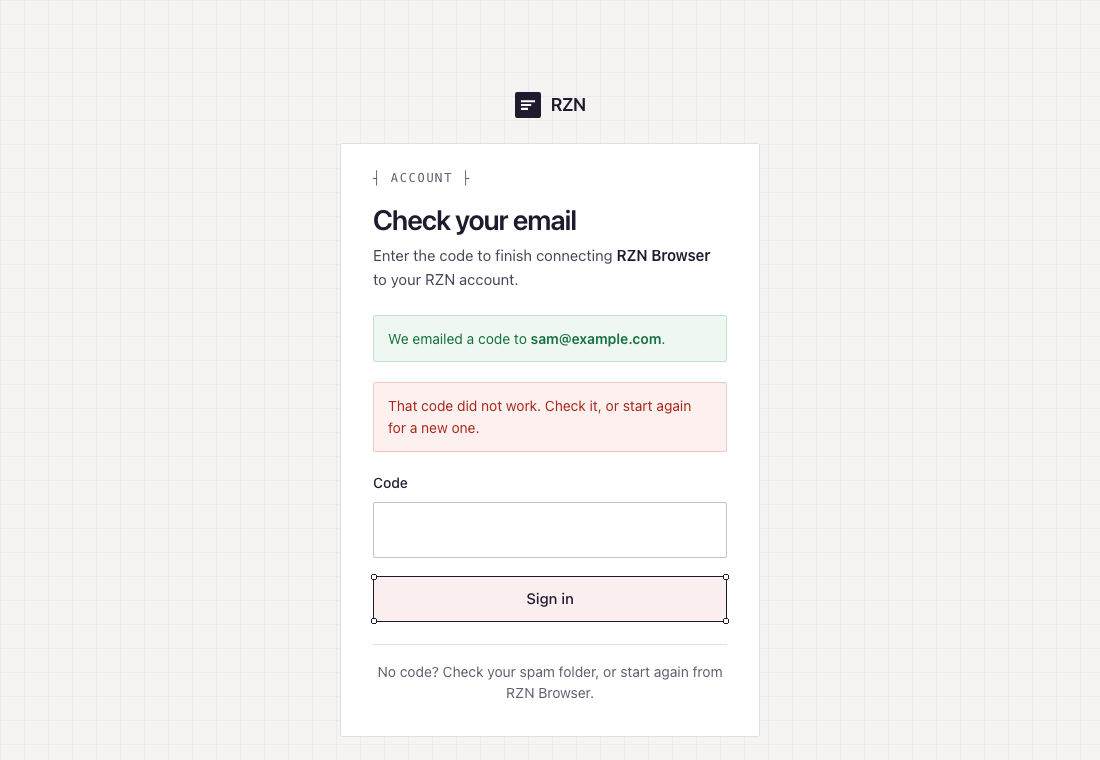 RZN
ACCOUNT
Check your email
Enter the code to finish connecting RZN Browser
to your RZN account.
We emailed a code to sam@example.com.
That code did not work. Check it, or start again
for a new one.
Code
Sign in
No code? Check your spam folder, or start again from
RZN Browser.